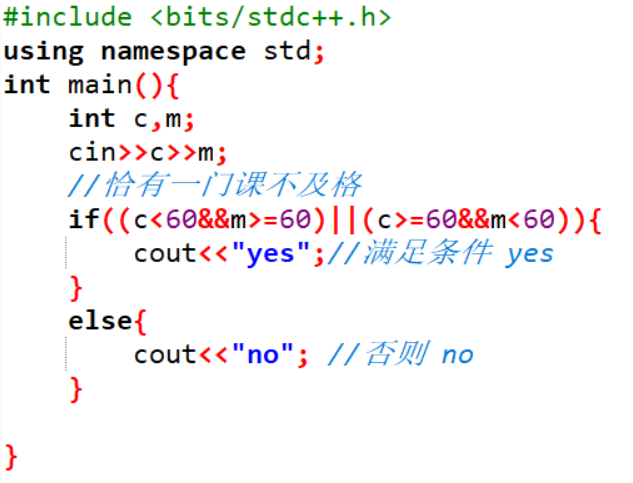 #include <bits/stdc++.h>
using namespace std;
int main(){
    int c,m;
    cin>>c>>m;
    //恰有一门课不及格
    if((c<60&&m>=60)||(c>=60&&m<60)){
        cout<<"yes";//满足条件 yes
    }
    else{
        cout<<"no"; //否则 no
    }
}